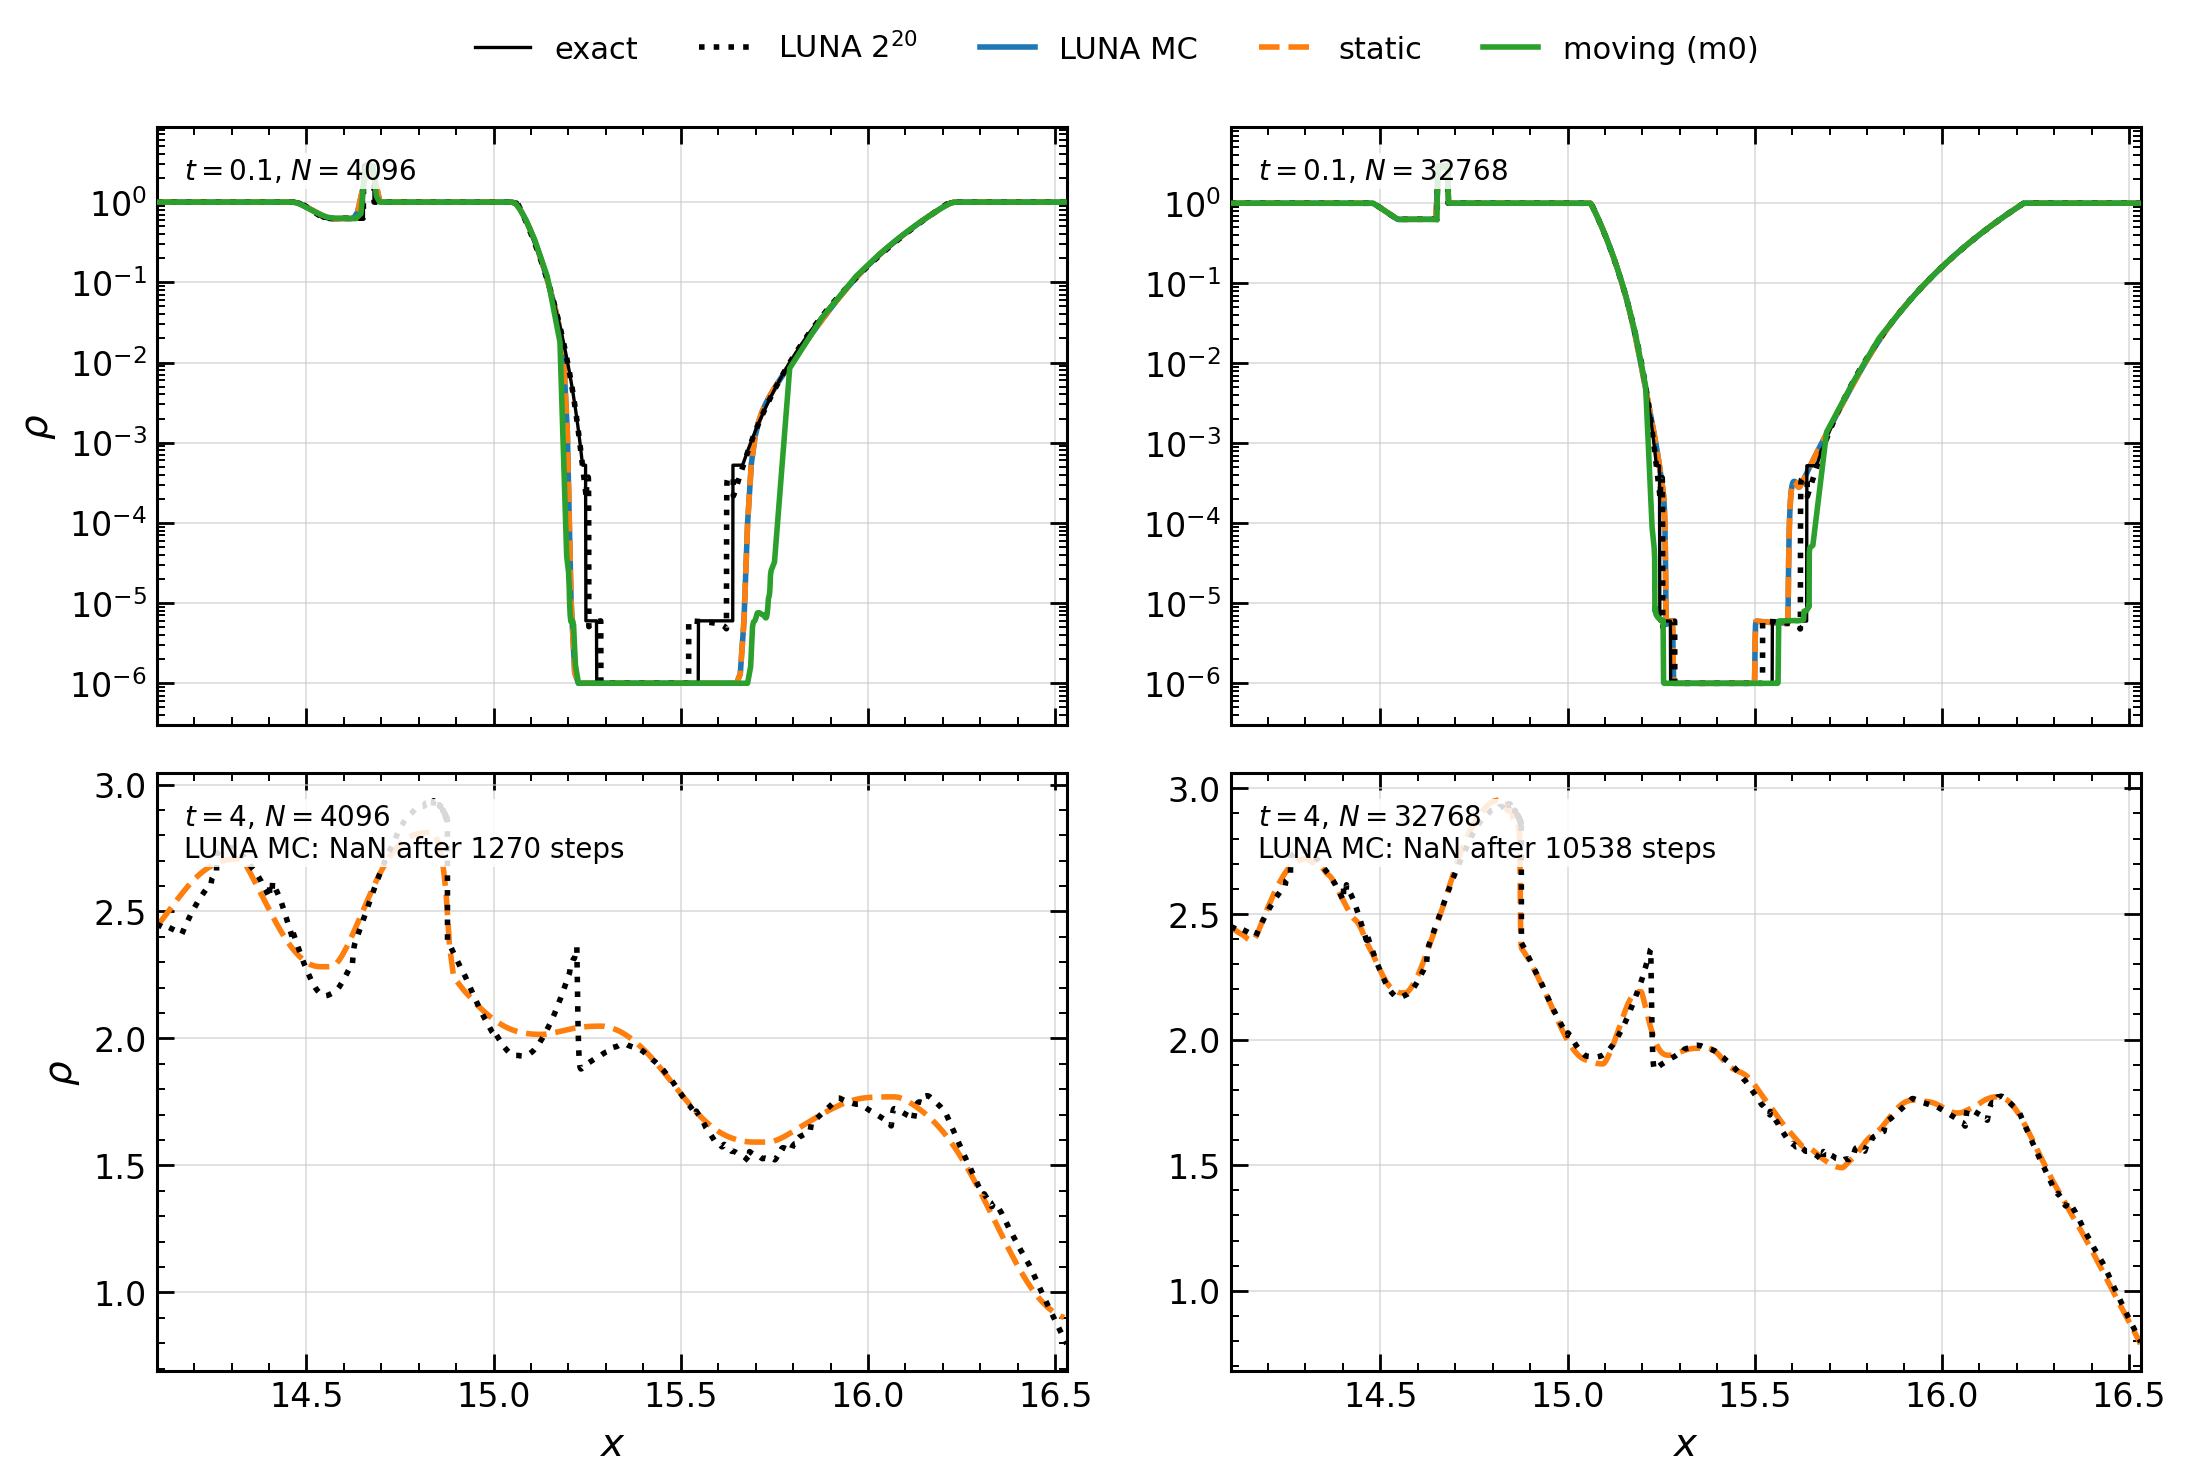 exact LUNA 2^20 LUNA MC static moving (m0)
t = 0.1, N = 4096
10^0
10^−1
10^−2
10^−3
10^−4
10^−5
10^−6
ρ
t = 0.1, N = 32768
10^0
10^−1
10^−2
10^−3
10^−4
10^−5
10^−6
t = 4, N = 4096
LUNA MC: NaN after 1270 steps
3.0
2.5
2.0
1.5
1.0
ρ
14.5 15.0 15.5 16.0 16.5
x
t = 4, N = 32768
LUNA MC: NaN after 10538 steps
3.0
2.5
2.0
1.5
1.0
14.5 15.0 15.5 16.0 16.5
x